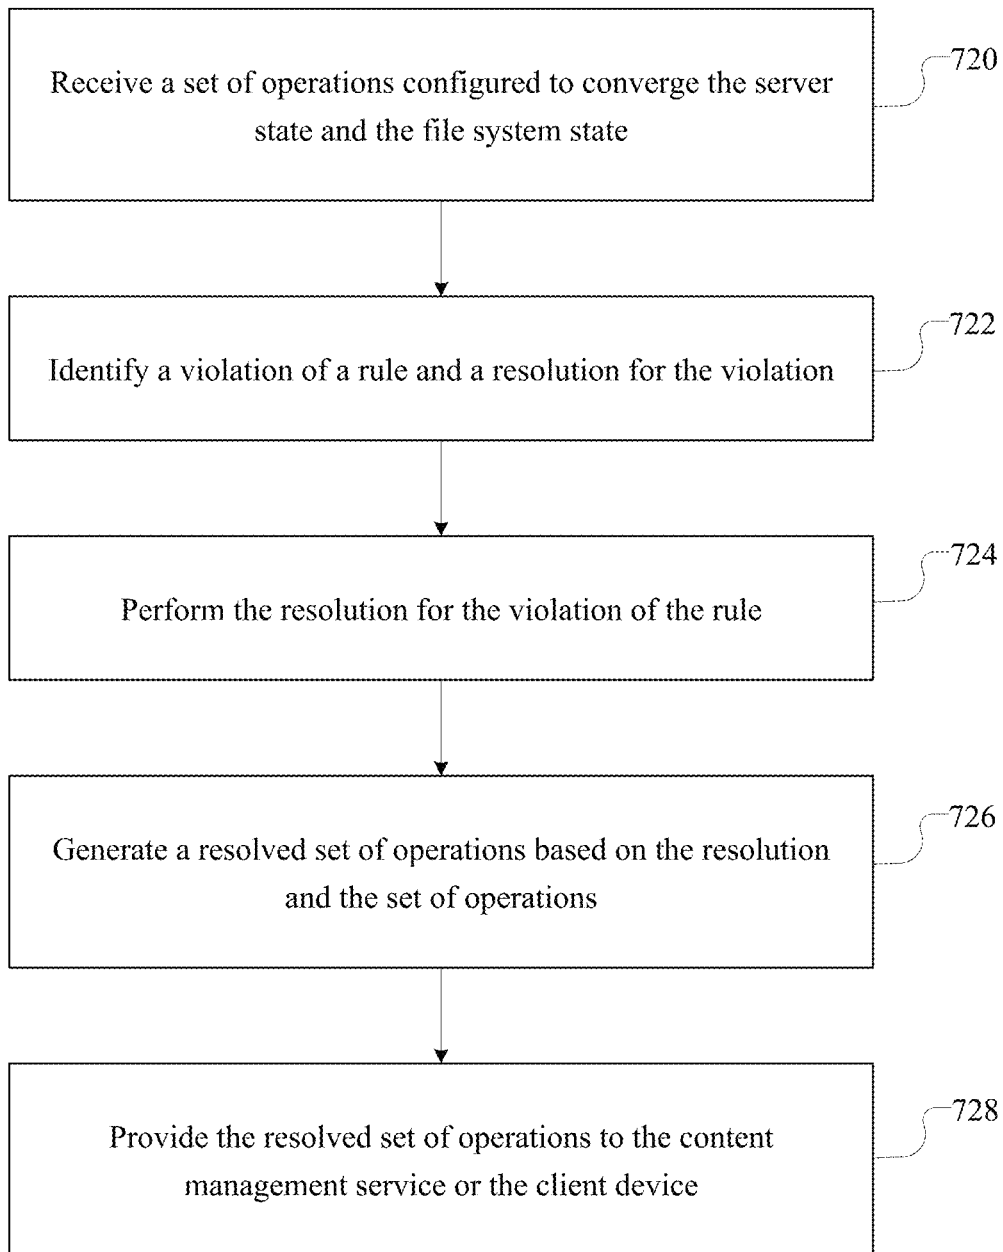 Receive a set of operations configured to converge the server
state and the file system state
720
Identify a violation of a rule and a resolution for the violation
722
Perform the resolution for the violation of the rule
724
Generate a resolved set of operations based on the resolution
and the set of operations
726
Provide the resolved set of operations to the content
management service or the client device
728